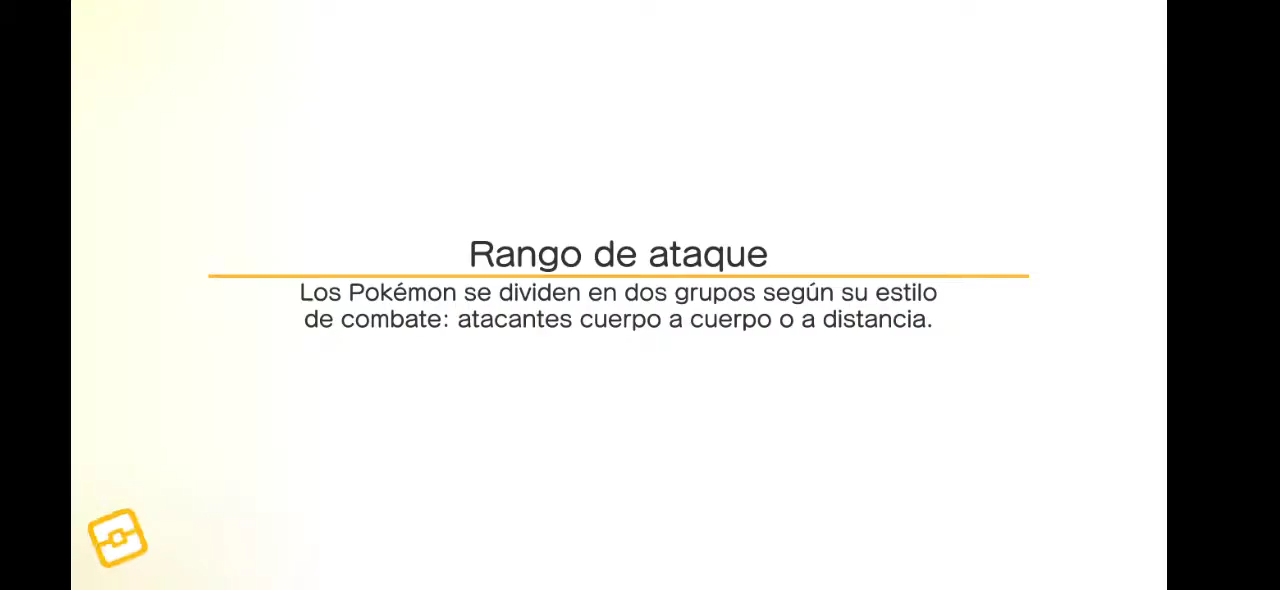 Rango de ataque
Los Pokémon se dividen en dos grupos según su estilo
de combate: atacantes cuerpo a cuerpo o a distancia.